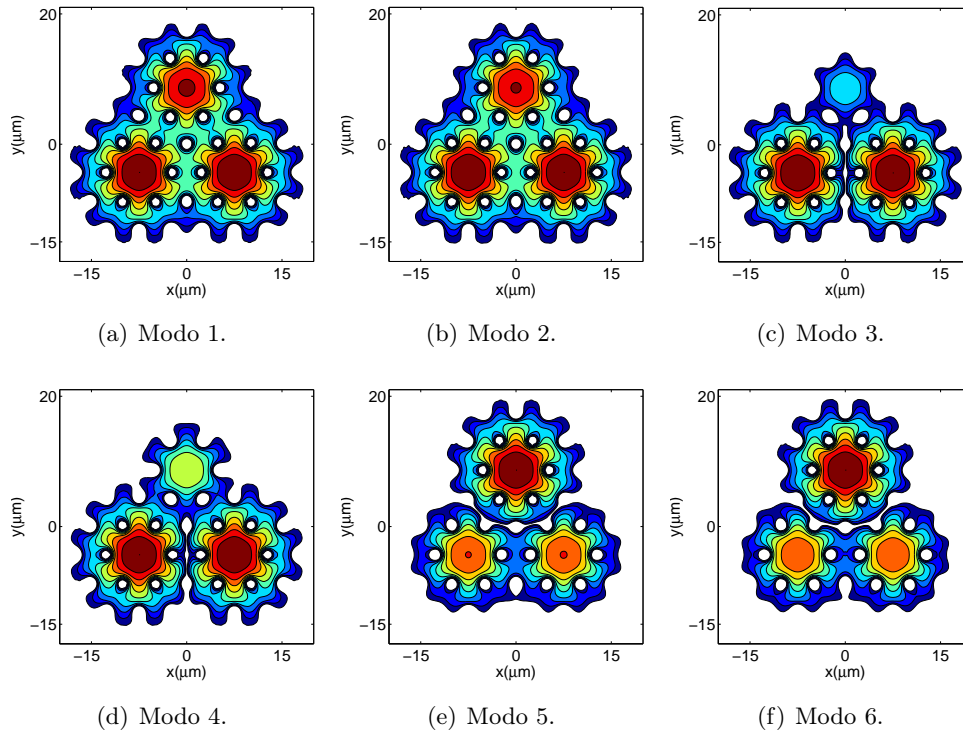 20
0
−15
y(μm)
−15
0
15
x(μm)
(a) Modo 1.
20
0
−15
y(μm)
−15
0
15
x(μm)
(b) Modo 2.
20
0
−15
y(μm)
−15
0
15
x(μm)
(c) Modo 3.
20
0
−15
y(μm)
−15
0
15
x(μm)
(d) Modo 4.
20
0
−15
y(μm)
−15
0
15
x(μm)
(e) Modo 5.
20
0
−15
y(μm)
−15
0
15
x(μm)
(f) Modo 6.